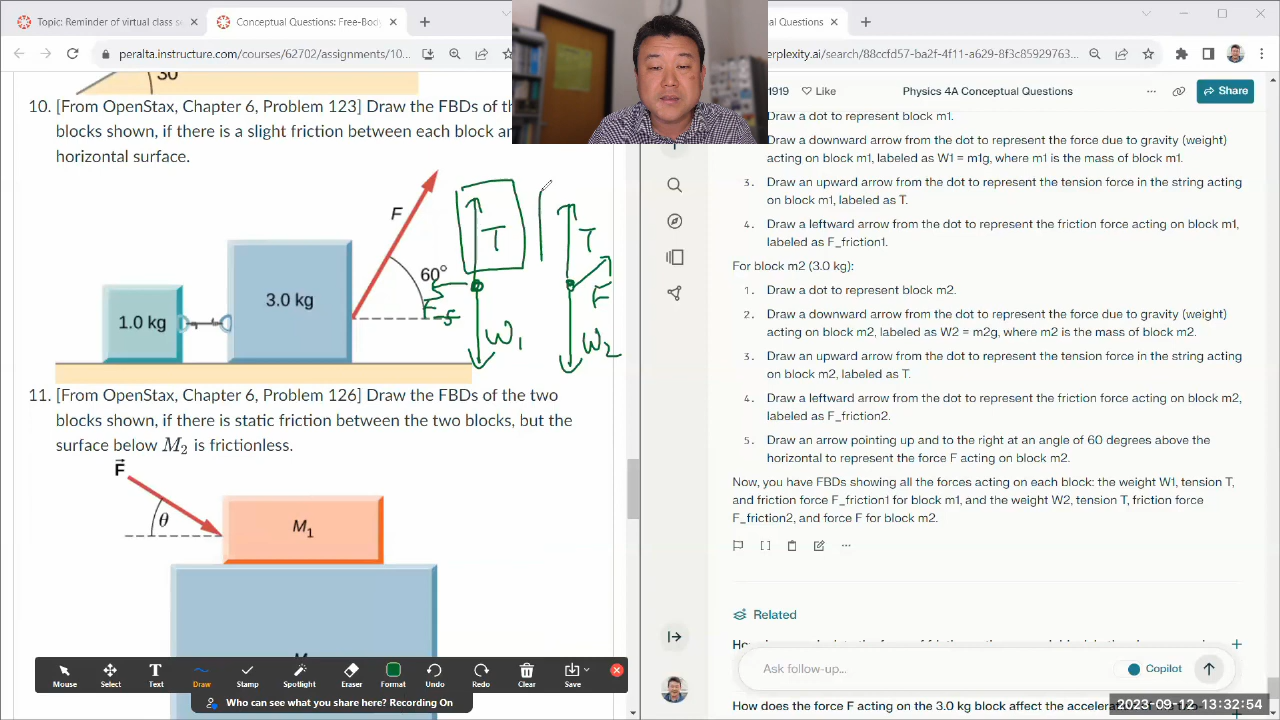 Topic: Reminder of virtual class s
Conceptual Questions: Free-Body
Questions
peralta.instructure.com/courses/62702/assignments/10...
perplexity.ai/search/88ccfd57-ba2f-4f11-a629-8f3c85929763...
1919
Like
Physics 4A Conceptual Questions
Share
30
10. [From OpenStax, Chapter 6, Problem 123] Draw the FBDs of th
blocks shown, if there is a slight friction between each block an
horizontal surface.
F
60°
1.0 kg
3.0 kg
T
T
F
W1
W2
11. [From OpenStax, Chapter 6, Problem 126] Draw the FBDs of the two
blocks shown, if there is static friction between the two blocks, but the
surface below M2 is frictionless.
F
θ
M1
Draw a dot to represent block m1.
Draw a downward arrow from the dot to represent the force due to gravity (weight)
acting on block m1, labeled as W1 = m1g, where m1 is the mass of block m1.
3. Draw an upward arrow from the dot to represent the tension force in the string acting
on block m1, labeled as T.
4. Draw a leftward arrow from the dot to represent the friction force acting on block m1,
labeled as F_friction1.
For block m2 (3.0 kg):
1. Draw a dot to represent block m2.
2. Draw a downward arrow from the dot to represent the force due to gravity (weight)
acting on block m2, labeled as W2 = m2g, where m2 is the mass of block m2.
3. Draw an upward arrow from the dot to represent the tension force in the string acting
on block m2, labeled as T.
4. Draw a leftward arrow from the dot to represent the friction force acting on block m2,
labeled as F_friction2.
5. Draw an arrow pointing up and to the right at an angle of 60 degrees above the
horizontal to represent the force F acting on block m2.
Now, you have FBDs showing all the forces acting on each block: the weight W1, tension T,
and friction force F_friction1 for block m1, and the weight W2, tension T, friction force
F_friction2, and force F for block m2.
Related
Ask follow-up...
Copilot
How does the force F acting on the 3.0 kg block affect the accelera
Mouse
Select
Text
Draw
Stamp
Spotlight
Eraser
Format
Undo
Redo
Clear
Save
Who can see what you share here? Recording On
2023-09-12 13:32:54